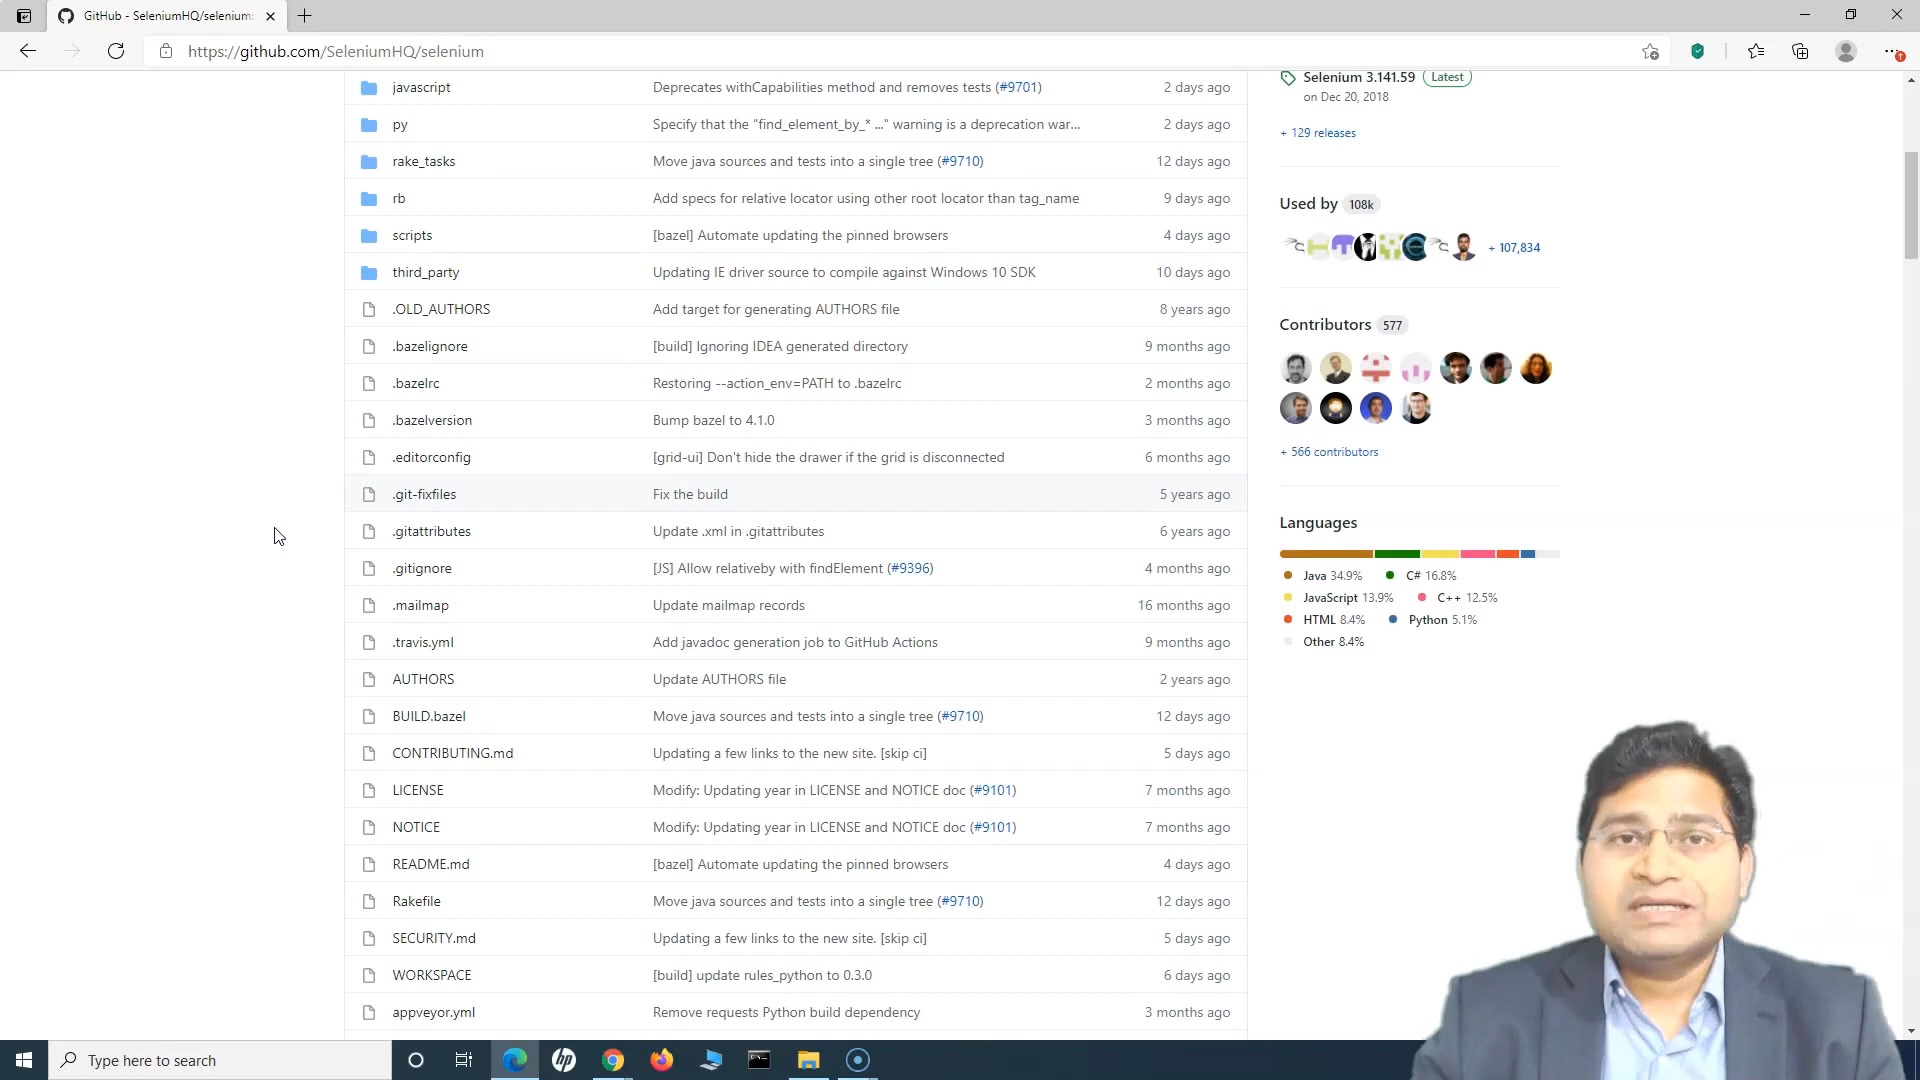 GitHub - SeleniumHQ/selenium:
https://github.com/SeleniumHQ/selenium
javascript Deprecates withCapabilities method and removes tests (#9701) 2 days ago
py Specify that the "find_element_by_* ..." warning is a deprecation war... 2 days ago
rake_tasks Move java sources and tests into a single tree (#9710) 12 days ago
rb Add specs for relative locator using other root locator than tag_name 9 days ago
scripts [bazel] Automate updating the pinned browsers 4 days ago
third_party Updating IE driver source to compile against Windows 10 SDK 10 days ago
.OLD_AUTHORS Add target for generating AUTHORS file 8 years ago
.bazelignore [build] Ignoring IDEA generated directory 9 months ago
.bazelrc Restoring --action_env=PATH to .bazelrc 2 months ago
.bazelversion Bump bazel to 4.1.0 3 months ago
.editorconfig [grid-ui] Don't hide the drawer if the grid is disconnected 6 months ago
.git-fixfiles Fix the build 5 years ago
.gitattributes Update .xml in .gitattributes 6 years ago
.gitignore [JS] Allow relativeby with findElement (#9396) 4 months ago
.mailmap Update mailmap records 16 months ago
.travis.yml Add javadoc generation job to GitHub Actions 9 months ago
AUTHORS Update AUTHORS file 2 years ago
BUILD.bazel Move java sources and tests into a single tree (#9710) 12 days ago
CONTRIBUTING.md Updating a few links to the new site. [skip ci] 5 days ago
LICENSE Modify: Updating year in LICENSE and NOTICE doc (#9101) 7 months ago
NOTICE Modify: Updating year in LICENSE and NOTICE doc (#9101) 7 months ago
README.md [bazel] Automate updating the pinned browsers 4 days ago
Rakefile Move java sources and tests into a single tree (#9710) 12 days ago
SECURITY.md Updating a few links to the new site. [skip ci] 5 days ago
WORKSPACE [build] update rules_python to 0.3.0 6 days ago
appveyor.yml Remove requests Python build dependency 3 months ago
Selenium 3.141.59 Latest
on Dec 20, 2018
+ 129 releases
Used by 108k
+ 107,834
Contributors 577
+ 566 contributors
Languages
Java 34.9% C# 16.8%
JavaScript 13.9% C++ 12.5%
HTML 8.4% Python 5.1%
Other 8.4%
Type here to search
hp